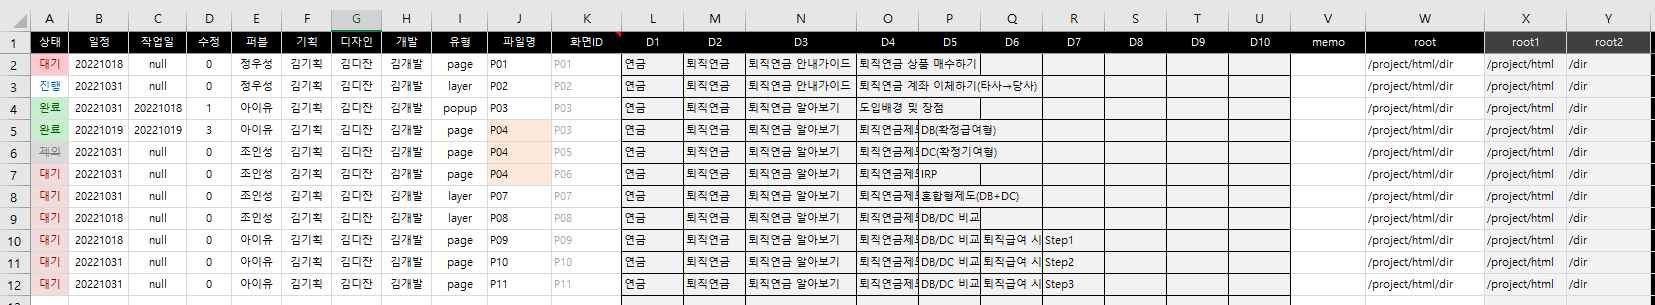 A B C D E F G H I J K L M N O P Q R S T U V W X Y
1 상태 일정 작업일 수정 퍼블 기획 디자인 개발 유형 파일명 화면ID D1 D2 D3 D4 D5 D6 D7 D8 D9 D10 memo root root1 root2
2 대기 20221018 null 0 정우성 김기획 김디잔 김개발 page P01 P01 연금 퇴직연금 퇴직연금 안내가이드 퇴직연금 상품 매수하기 /project/html/dir /project/html /dir
3 진행 20221031 null 0 정우성 김기획 김디잔 김개발 layer P02 P02 연금 퇴직연금 퇴직연금 안내가이드 퇴직연금 계좌 이체하기(타사→당사) /project/html/dir /project/html /dir
4 완료 20221031 20221018 1 아이유 김기획 김디잔 김개발 popup P03 P03 연금 퇴직연금 퇴직연금 알아보기 도입배경 및 장점 /project/html/dir /project/html /dir
5 완료 20221019 20221019 3 아이유 김기획 김디잔 김개발 page P04 P03 연금 퇴직연금 퇴직연금 알아보기 퇴직연금제도 DB(확정급여형) /project/html/dir /project/html /dir
6 제외 20221031 null 0 조인성 김기획 김디잔 김개발 page P04 P05 연금 퇴직연금 퇴직연금 알아보기 퇴직연금제도 DC(확정기여형) /project/html/dir /project/html /dir
7 대기 20221031 null 0 조인성 김기획 김디잔 김개발 page P04 P06 연금 퇴직연금 퇴직연금 알아보기 퇴직연금제도 IRP /project/html/dir /project/html /dir
8 대기 20221031 null 0 조인성 김기획 김디잔 김개발 layer P07 P07 연금 퇴직연금 퇴직연금 알아보기 퇴직연금제도 혼합형제도(DB+DC) /project/html/dir /project/html /dir
9 대기 20221018 null 0 조인성 김기획 김디잔 김개발 layer P08 P08 연금 퇴직연금 퇴직연금 알아보기 퇴직연금제도 DB/DC 비교 /project/html/dir /project/html /dir
10 대기 20221018 null 0 아이유 김기획 김디잔 김개발 page P09 P09 연금 퇴직연금 퇴직연금 알아보기 퇴직연금제도 DB/DC 비교 퇴직급여 시 Step1 /project/html/dir /project/html /dir
11 대기 20221031 null 0 아이유 김기획 김디잔 김개발 page P10 P10 연금 퇴직연금 퇴직연금 알아보기 퇴직연금제도 DB/DC 비교 퇴직급여 시 Step2 /project/html/dir /project/html /dir
12 대기 20221031 null 0 아이유 김기획 김디잔 김개발 page P11 P11 연금 퇴직연금 퇴직연금 알아보기 퇴직연금제도 DB/DC 비교 퇴직급여 시 Step3 /project/html/dir /project/html /dir